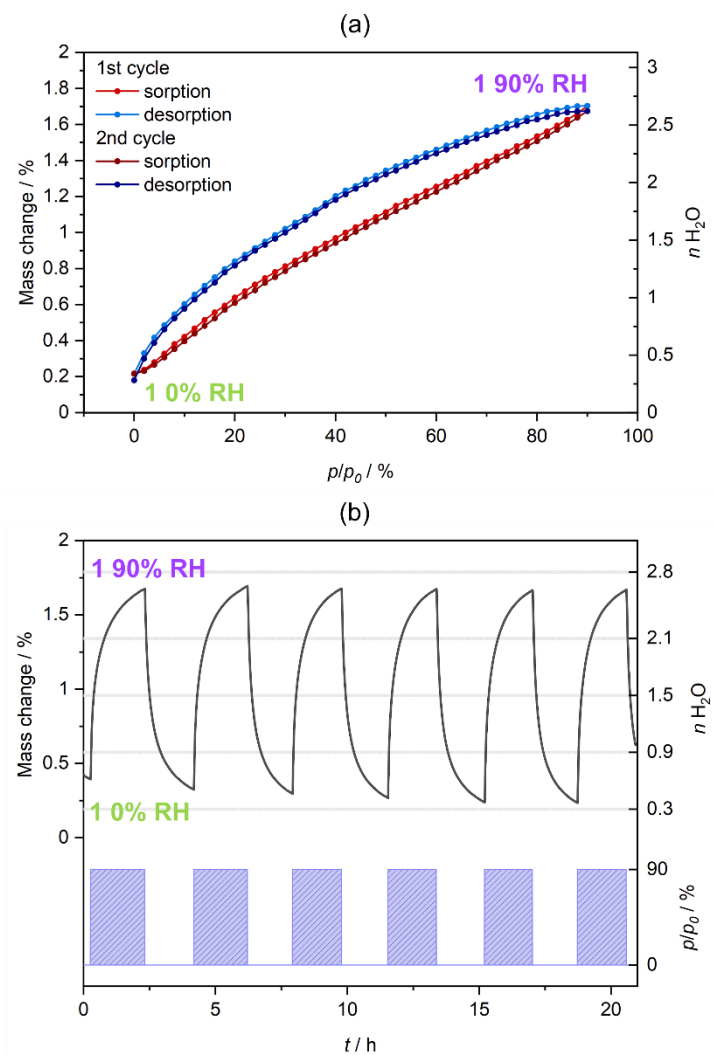 (a)
2
1.8
1.6
1.4
1.2
1
0.8
0.6
0.4
0.2
0
Mass change / %
1st cycle
sorption
desorption
2nd cycle
sorption
desorption
1 90% RH
1 0% RH
3
2.5
2
1.5
1
0.5
0
n H₂O
0 20 40 60 80 100
p/p₀ / %
(b)
2
1.5
1
0.5
0
Mass change / %
1 90% RH
1 0% RH
2.8
2.1
1.5
0.9
0.3
n H₂O
90
0
p/p₀ / %
0 5 10 15 20
t / h